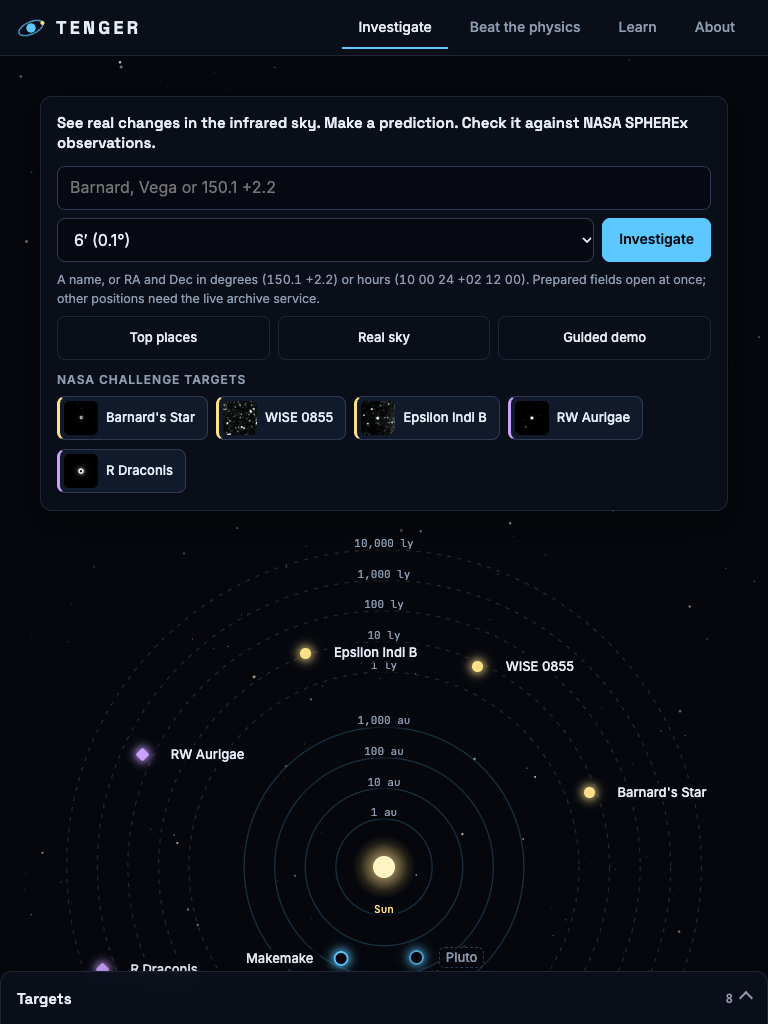 TENGER
Investigate
Beat the physics
Learn
About
See real changes in the infrared sky. Make a prediction. Check it against NASA SPHEREx
observations.
Barnard, Vega or 150.1 +2.2
6′ (0.1°)
Investigate
A name, or RA and Dec in degrees (150.1 +2.2) or hours (10 00 24 +02 12 00). Prepared fields open at once;
other positions need the live archive service.
Top places
Real sky
Guided demo
NASA CHALLENGE TARGETS
Barnard's Star
WISE 0855
Epsilon Indi B
RW Aurigae
R Draconis
10,000 ly
1,000 ly
100 ly
10 ly
Epsilon Indi B
1 ly
WISE 0855
1,000 au
100 au
RW Aurigae
10 au
Barnard's Star
1 au
Sun
Makemake
Pluto
R Draconis
Targets
8